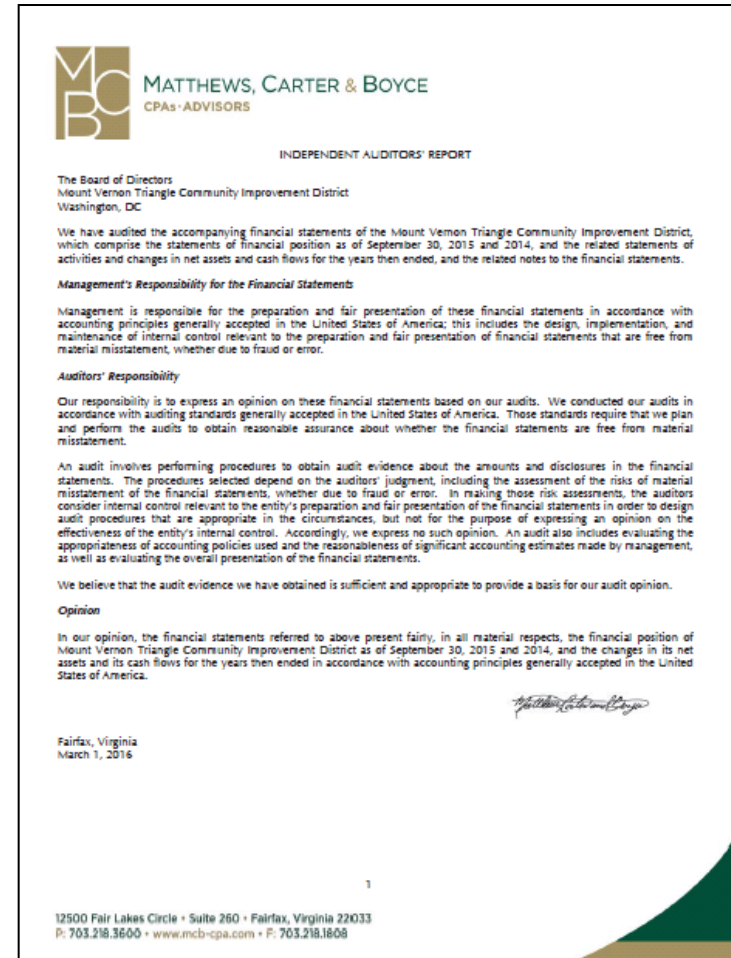 MCB
MATTHEWS, CARTER & BOYCE
CPAs·ADVISORS
INDEPENDENT AUDITORS' REPORT
The Board of Directors
Mount Vernon Triangle Community Improvement District
Washington, DC
We have audited the accompanying financial statements of the Mount Vernon Triangle Community Improvement District,
which comprise the statements of financial position as of September 30, 2015 and 2014, and the related statements of
activities and changes in net assets and cash flows for the years then ended, and the related notes to the financial statements.
Management's Responsibility for the Financial Statements
Management is responsible for the preparation and fair presentation of these financial statements in accordance with
accounting principles generally accepted in the United States of America; this includes the design, implementation, and
maintenance of internal control relevant to the preparation and fair presentation of financial statements that are free from
material misstatement, whether due to fraud or error.
Auditors' Responsibility
Our responsibility is to express an opinion on these financial statements based on our audits. We conducted our audits in
accordance with auditing standards generally accepted in the United States of America. Those standards require that we plan
and perform the audits to obtain reasonable assurance about whether the financial statements are free from material
misstatement.
An audit involves performing procedures to obtain audit evidence about the amounts and disclosures in the financial
statements. The procedures selected depend on the auditors' judgment, including the assessment of the risks of material
misstatement of the financial statements, whether due to fraud or error. In making those risk assessments, the auditors
consider internal control relevant to the entity's preparation and fair presentation of the financial statements in order to design
audit procedures that are appropriate in the circumstances, but not for the purpose of expressing an opinion on the
effectiveness of the entity's internal control. Accordingly, we express no such opinion. An audit also includes evaluating the
appropriateness of accounting policies used and the reasonableness of significant accounting estimates made by management,
as well as evaluating the overall presentation of the financial statements.
We believe that the audit evidence we have obtained is sufficient and appropriate to provide a basis for our audit opinion.
Opinion
In our opinion, the financial statements referred to above present fairly, in all material respects, the financial position of
Mount Vernon Triangle Community Improvement District as of September 30, 2015 and 2014, and the changes in its net
assets and its cash flows for the years then ended in accordance with accounting principles generally accepted in the United
States of America.
Matthews, Carter and Boyce
Fairfax, Virginia
March 1, 2016
1
12500 Fair Lakes Circle • Suite 260 • Fairfax, Virginia 22033
P: 703.218.3600 • www.mcb-cpa.com • F: 703.218.1808